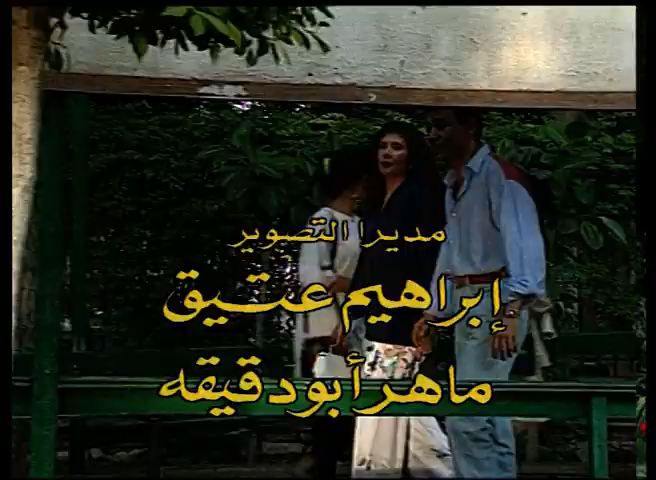 مديرا التصوير
إبراهيم عتيق
ماهر أبو دقيقه